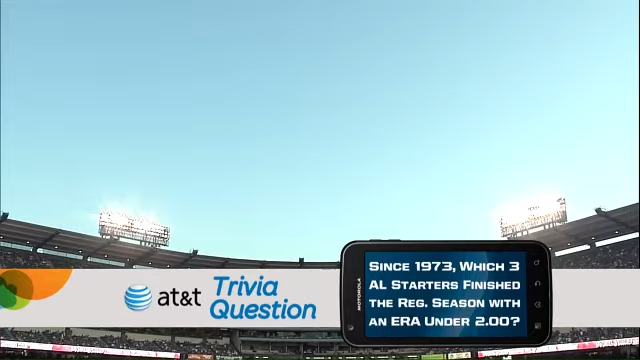 at&t
Trivia
Question
MOTOROLA
SINCE 1973, WHICH 3
AL STARTERS FINISHED
THE REG. SEASON WITH
AN ERA UNDER 2.00?